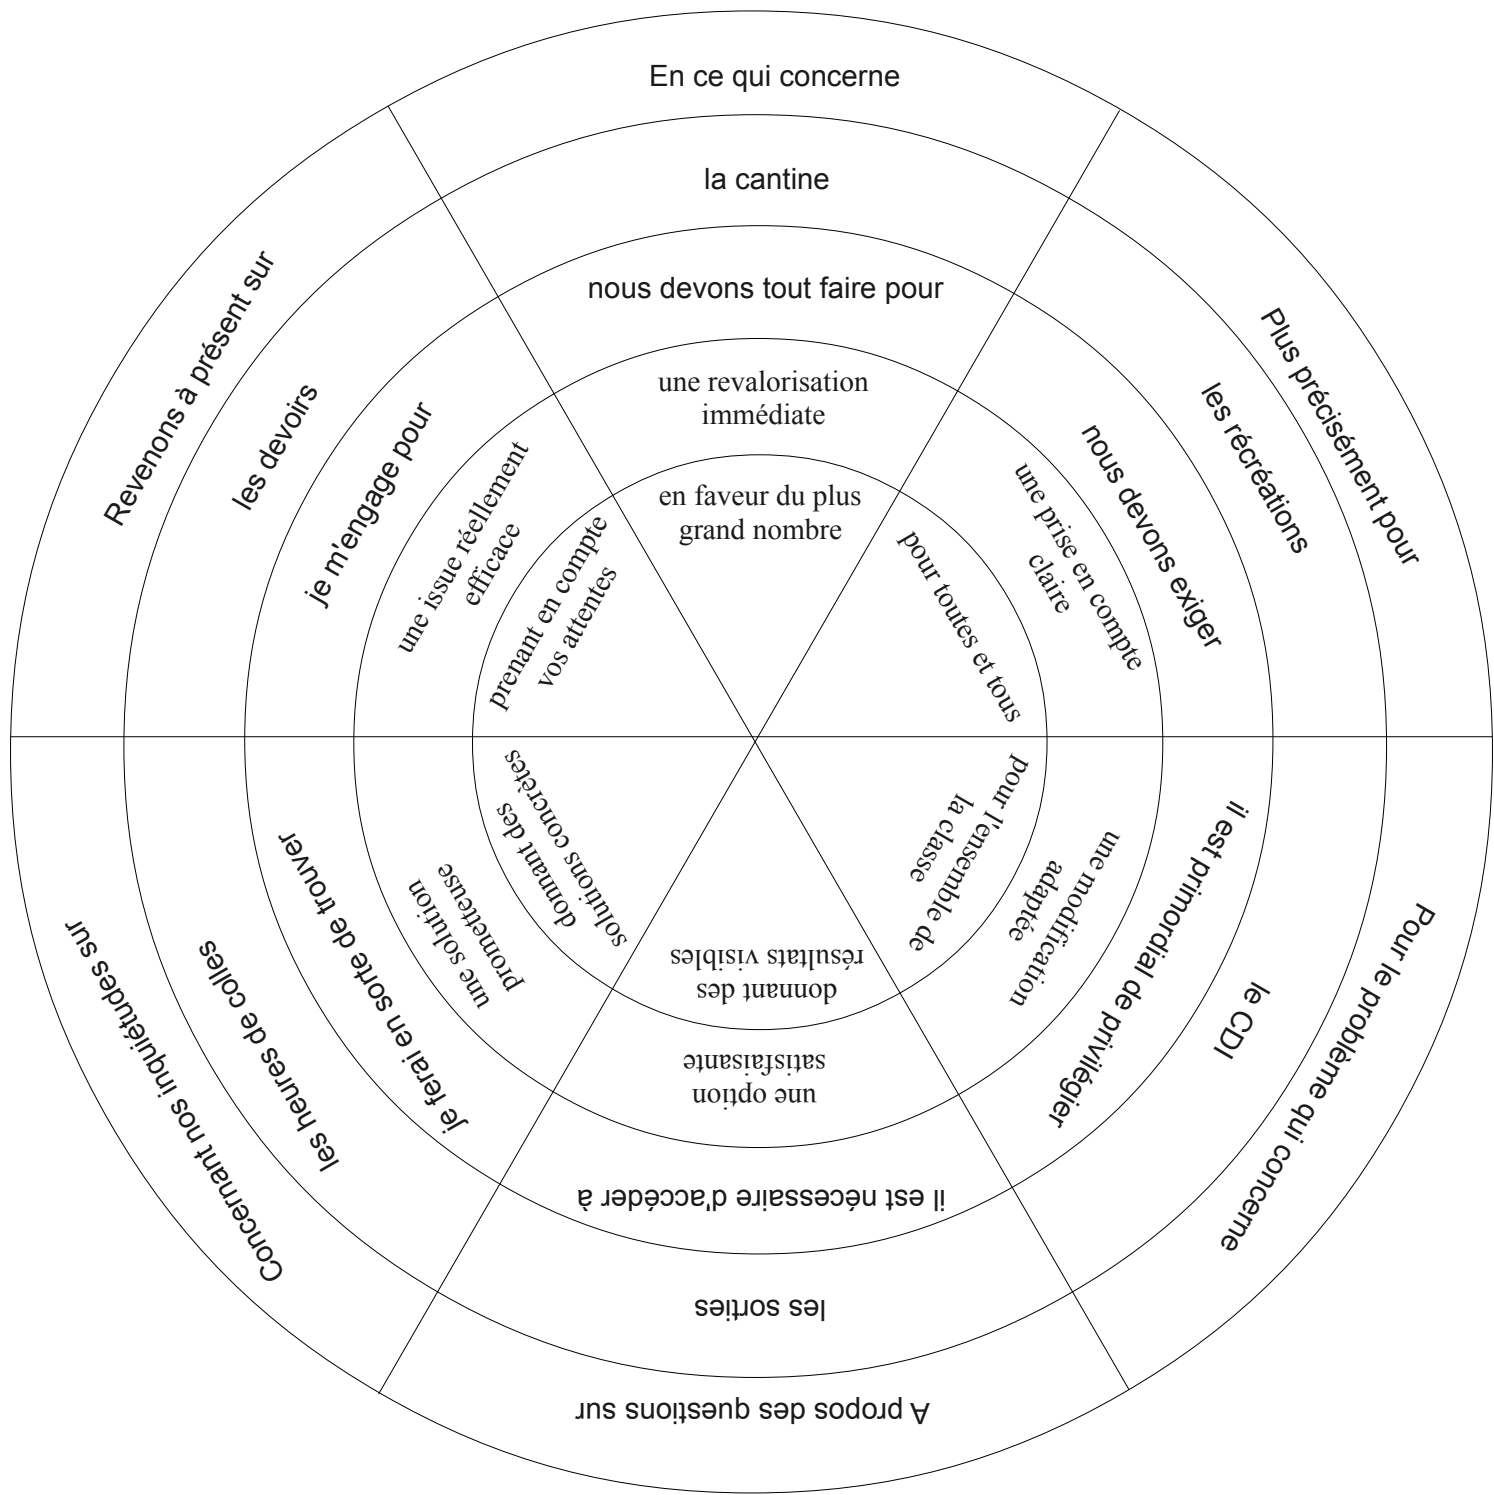 En ce qui concerne
la cantine
nous devons tout faire pour
une revalorisation
immédiate
en faveur du plus
grand nombre
Plus précisément pour
les récréations
nous devons exiger
une prise en compte
claire
pour toutes et tous
Pour le problème qui concerne
le CDI
il est primordial de privilégier
une modification
adaptée
pour l'ensemble de
la classe
A propos des questions sur
les sorties
il est nécessaire d'accéder à
une option
satisfaisante
donnant des
résultats visibles
Concernant nos inquiétudes sur
les heures de colles
je ferai en sorte de trouver
une solution
prometteuse
donnant des
solutions concrètes
Revenons à présent sur
les devoirs
je m'engage pour
une issue réellement
efficace
prenant en compte
vos attentes